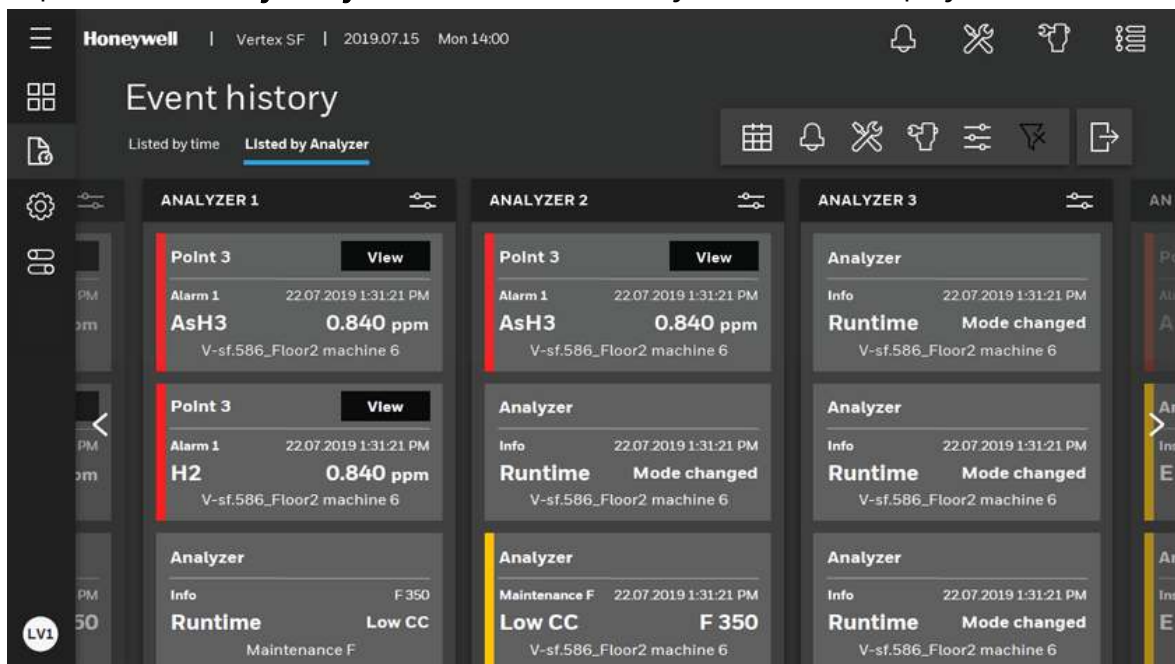 Honeywell | Vertex SF | 2019.07.15 Mon 14:00
Event history
Listed by time Listed by Analyzer
ANALYZER 1
Point 3 View
Alarm 1 22.07.2019 1:31:21 PM
AsH3 0.840 ppm
V-sf.586_Floor2 machine 6
Point 3 View
Alarm 1 22.07.2019 1:31:21 PM
H2 0.840 ppm
V-sf.586_Floor2 machine 6
Analyzer
Info F 350
Runtime Low CC
Maintenance F
ANALYZER 2
Point 3 View
Alarm 1 22.07.2019 1:31:21 PM
AsH3 0.840 ppm
V-sf.586_Floor2 machine 6
Analyzer
Info 22.07.2019 1:31:21 PM
Runtime Mode changed
V-sf.586_Floor2 machine 6
Analyzer
Maintenance F 22.07.2019 1:31:21 PM
Low CC F 350
V-sf.586_Floor2 machine 6
ANALYZER 3
Analyzer
Info 22.07.2019 1:31:21 PM
Runtime Mode changed
V-sf.586_Floor2 machine 6
Analyzer
Info 22.07.2019 1:31:21 PM
Runtime Mode changed
V-sf.586_Floor2 machine 6
Analyzer
Info 22.07.2019 1:31:21 PM
Runtime Mode changed
V-sf.586_Floor2 machine 6
AN
PM
PM
PM
50
LV1